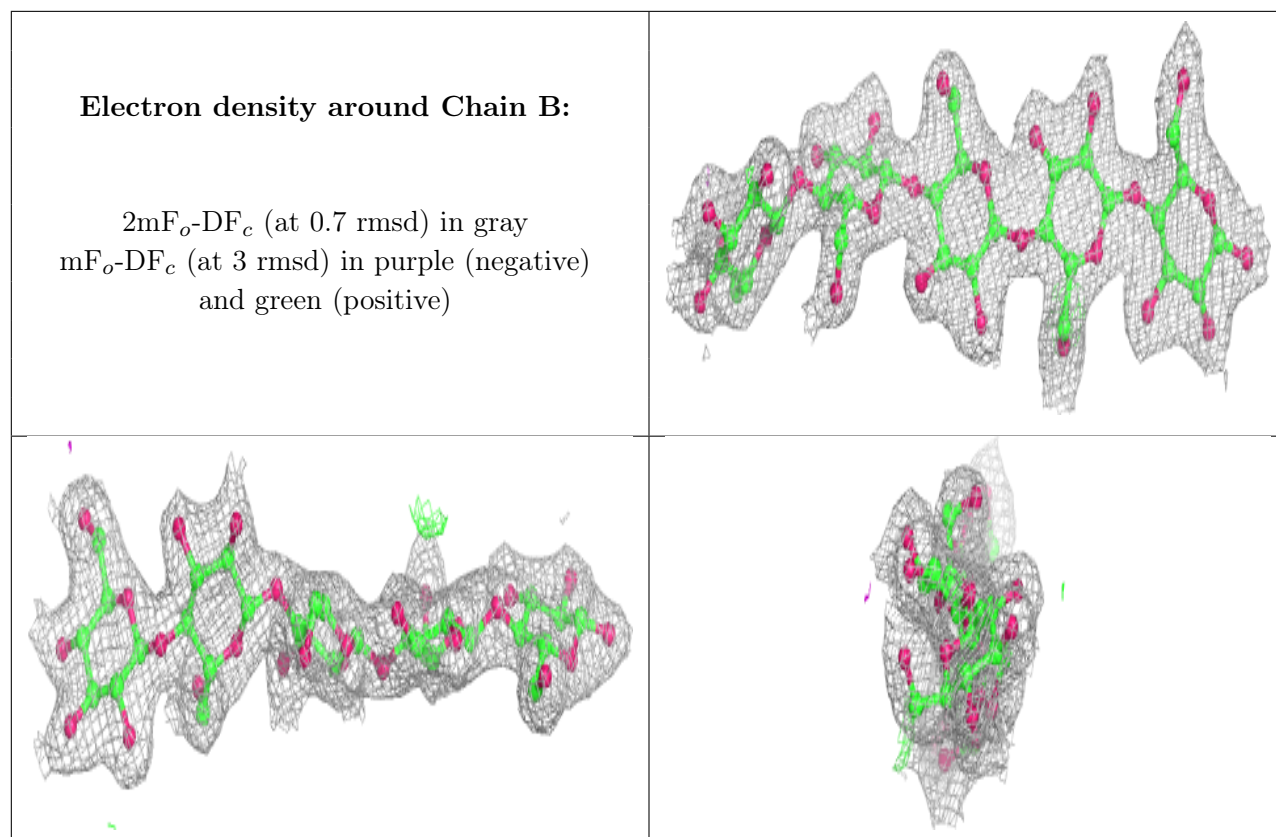 Electron density around Chain B:
2mFo-DFc (at 0.7 rmsd) in gray
mFo-DFc (at 3 rmsd) in purple (negative)
and green (positive)